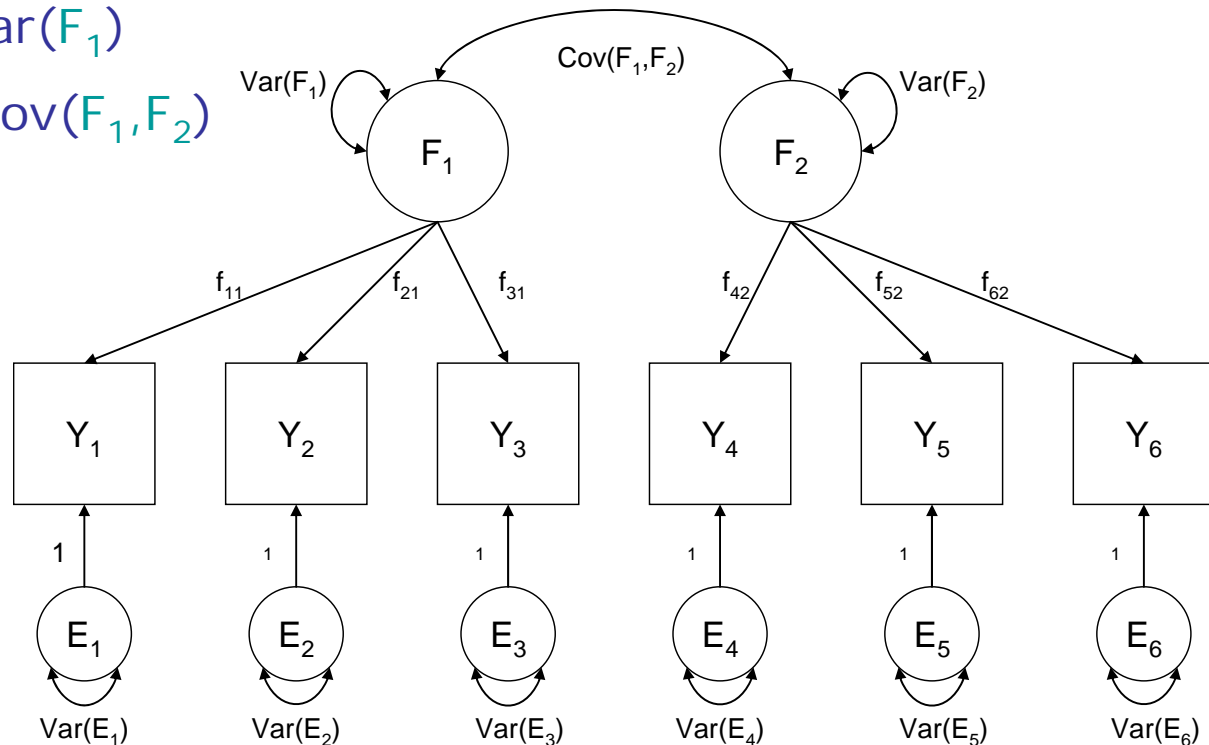 ar(F₁)
ov(F₁,F₂)
Cov(F₁,F₂)
Var(F₁)
Var(F₂)
F₁
F₂
f₁₁
f₂₁
f₃₁
f₄₂
f₅₂
f₆₂
Y₁
Y₂
Y₃
Y₄
Y₅
Y₆
1
1
1
1
1
1
E₁
E₂
E₃
E₄
E₅
E₆
Var(E₁)
Var(E₂)
Var(E₃)
Var(E₄)
Var(E₅)
Var(E₆)